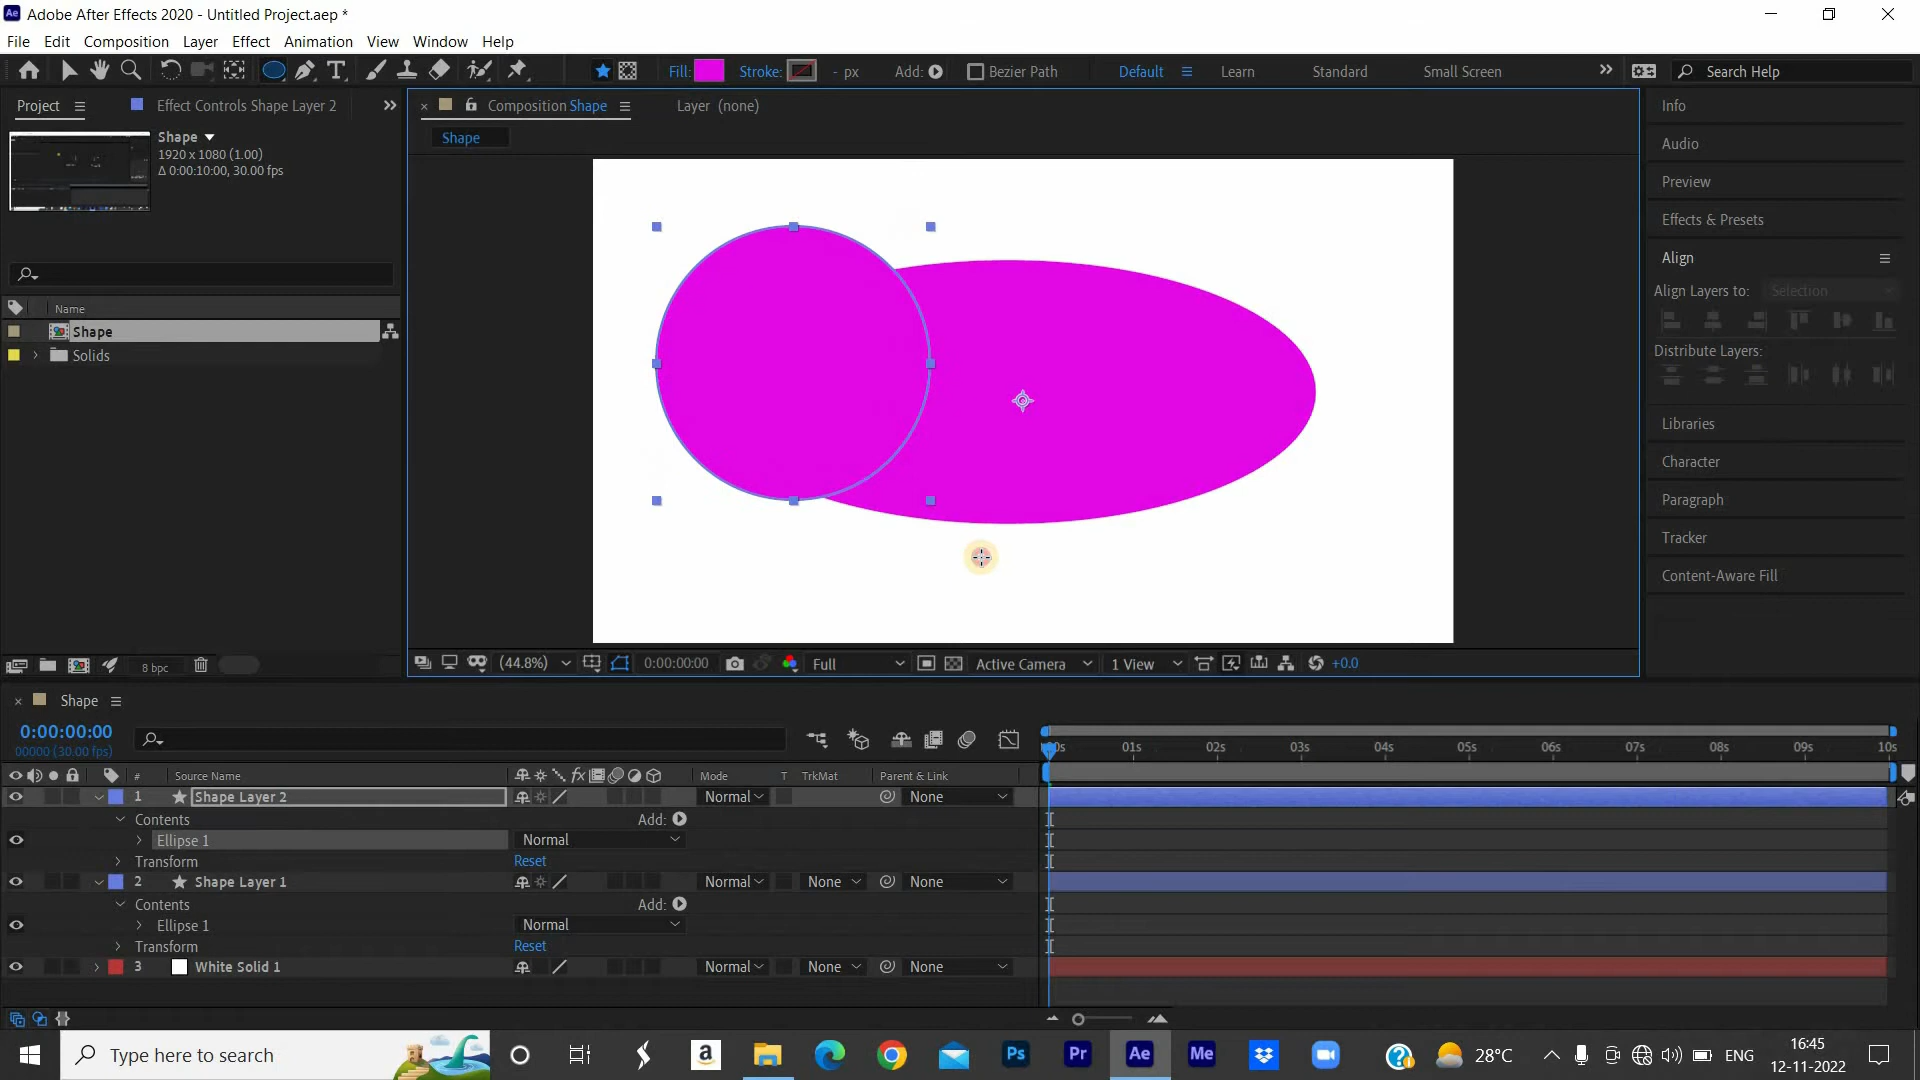 Adobe After Effects 2020 - Untitled Project.aep *
File Edit Composition Layer Effect Animation View Window Help
Fill: Stroke: - px Add: Bezier Path Default Learn Standard Small Screen Search Help
Project Effect Controls Shape Layer 2
Composition Shape Layer (none)
Shape
1920 x 1080 (1.00)
Δ 0:00:10:00, 30.00 fps
Shape
Name
Shape
Solids
8 bpc
(44.8%) 0:00:00:00 Full Active Camera 1 View +0.0
Info
Audio
Preview
Effects & Presets
Align
Align Layers to: Selection
Distribute Layers:
Libraries
Character
Paragraph
Tracker
Content-Aware Fill
Shape
0:00:00:00
00000 (30.00 fps)
01s 02s 03s 04s 05s 06s 07s 08s 09s 10s
# Source Name Mode T TrkMat Parent & Link
1 Shape Layer 2 Normal None
Contents Add:
Ellipse 1 Normal
Transform Reset
2 Shape Layer 1 Normal None None
Contents Add:
Ellipse 1 Normal
Transform Reset
3 White Solid 1 Normal None None
Type here to search
Ps Pr Ae Me
28°C ENG
16:45
12-11-2022